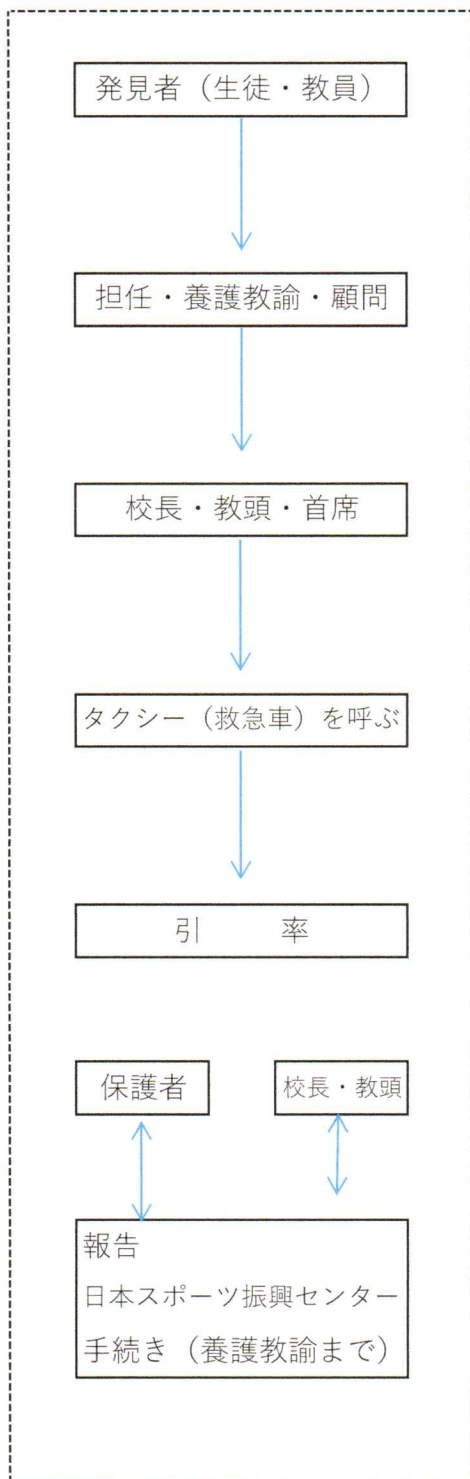 発見者（生徒・教員）
担任・養護教諭・顧問
校長・教頭・首席
タクシー（救急車）を呼ぶ
引　　率
保護者
校長・教頭
報告
日本スポーツ振興センター
手続き（養護教諭まで）